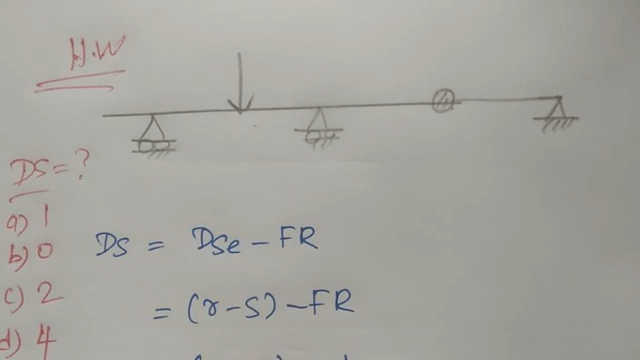 H.W
DS = ?
a) 1
b) 0
c) 2
d) 4
DS = DSe - FR
= (r - S) - FR